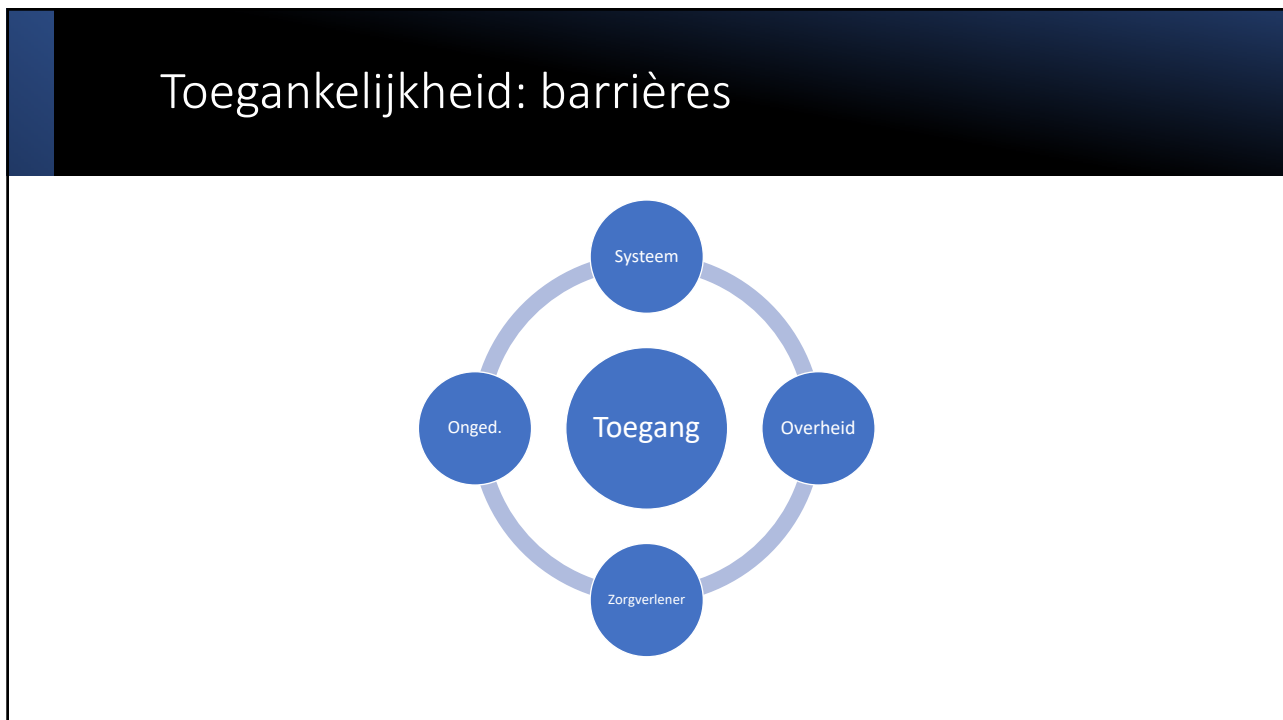 Toegankelijkheid: barrières
Systeem
Onged.
Toegang
Overheid
Zorgverlener